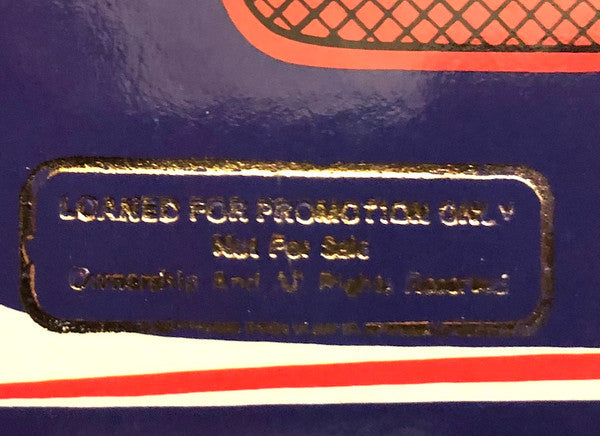 LOANED FOR PROMOTION ONLY
Not For Sale
Ownership And All Rights Reserved